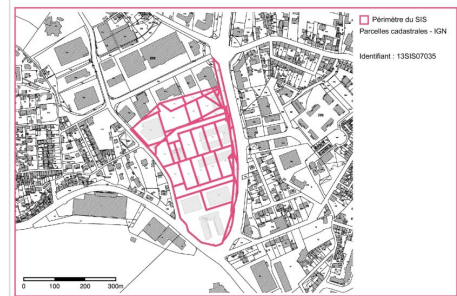 Périmètre du SIS
Parcelles cadastrales - IGN
Identifiant : 13SIS07035
0 100 200 300m